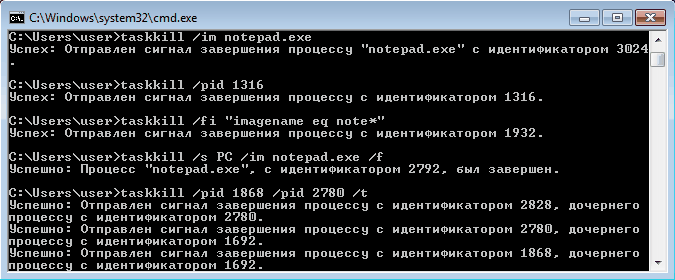 C:\Windows\system32\cmd.exe
C:\Users\user>taskkill /im notepad.exe
Успех: Отправлен сигнал завершения процессу "notepad.exe" с идентификатором 3024
.
C:\Users\user>taskkill /pid 1316
Успех: Отправлен сигнал завершения процессу с идентификатором 1316.
C:\Users\user>taskkill /fi "imagename eq note*"
Успех: Отправлен сигнал завершения процессу с идентификатором 1932.
C:\Users\user>taskkill /s PC /im notepad.exe /f
Успешно: Процесс "notepad.exe", с идентификатором 2792, был завершен.
C:\Users\user>taskkill /pid 1868 /pid 2780 /t
Успешно: Отправлен сигнал завершения процессу с идентификатором 2828, дочернего
процессу с идентификатором 2780.
Успешно: Отправлен сигнал завершения процессу с идентификатором 2780, дочернего
процессу с идентификатором 1692.
Успешно: Отправлен сигнал завершения процессу с идентификатором 1868, дочернего
процессу с идентификатором 1692.